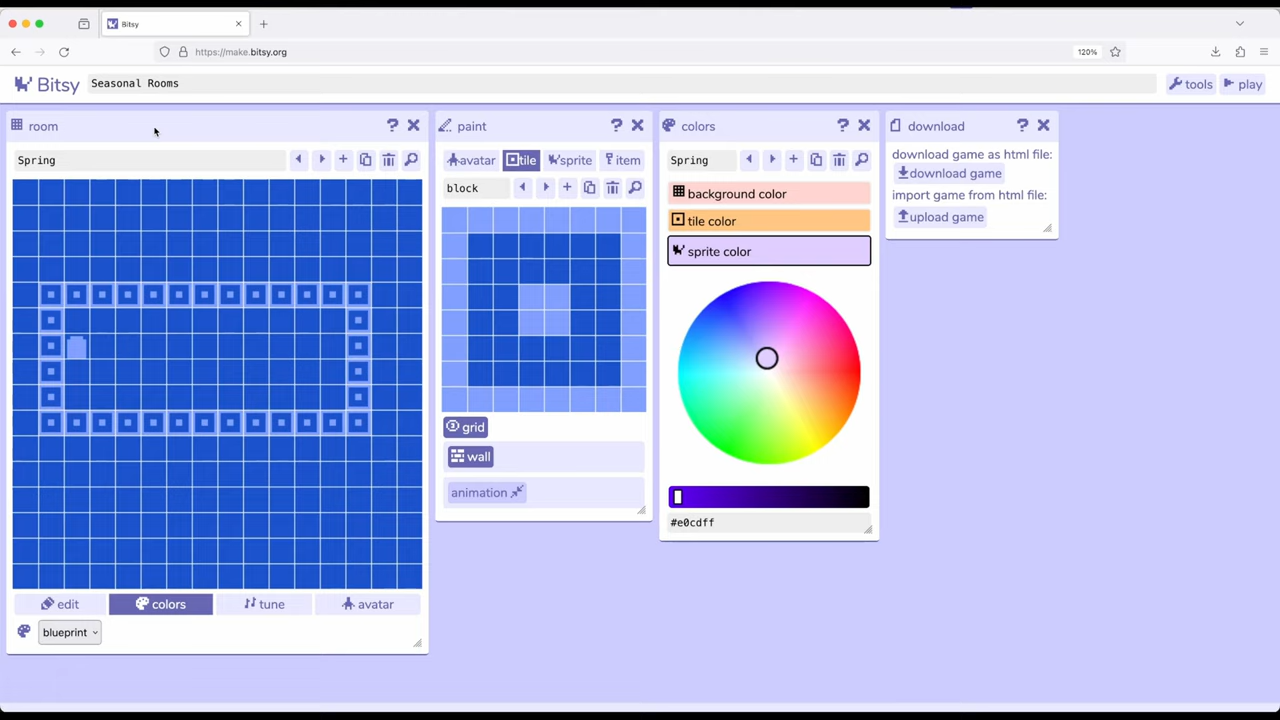 Bitsy
https://make.bitsy.org
120%
Bitsy
Seasonal Rooms
tools
play
room
?
Spring
edit
colors
tune
avatar
blueprint
paint
?
avatar
tile
sprite
item
block
grid
wall
animation
colors
?
Spring
background color
tile color
sprite color
#e0cdff
download
?
download game as html file:
download game
import game from html file:
upload game